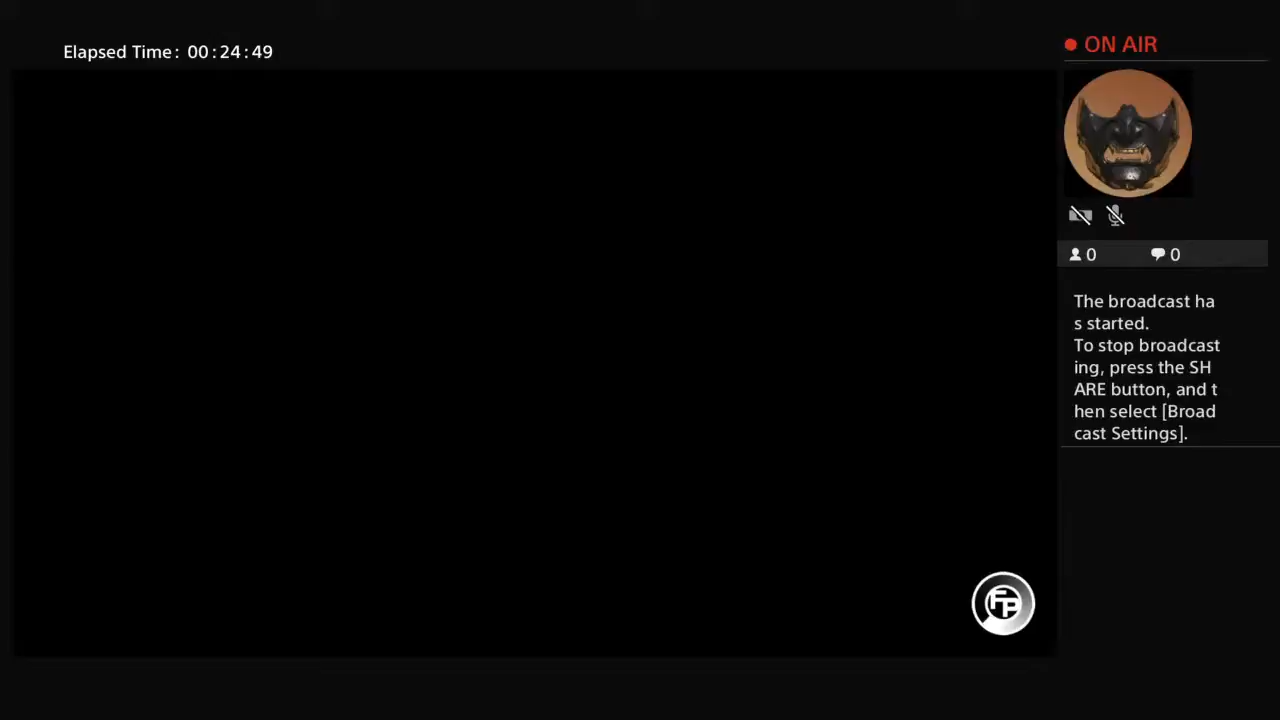 Elapsed Time: 00:24:49
ON AIR
0
0
The broadcast ha
s started.
To stop broadcast
ing, press the SH
ARE button, and t
hen select [Broad
cast Settings].
FP